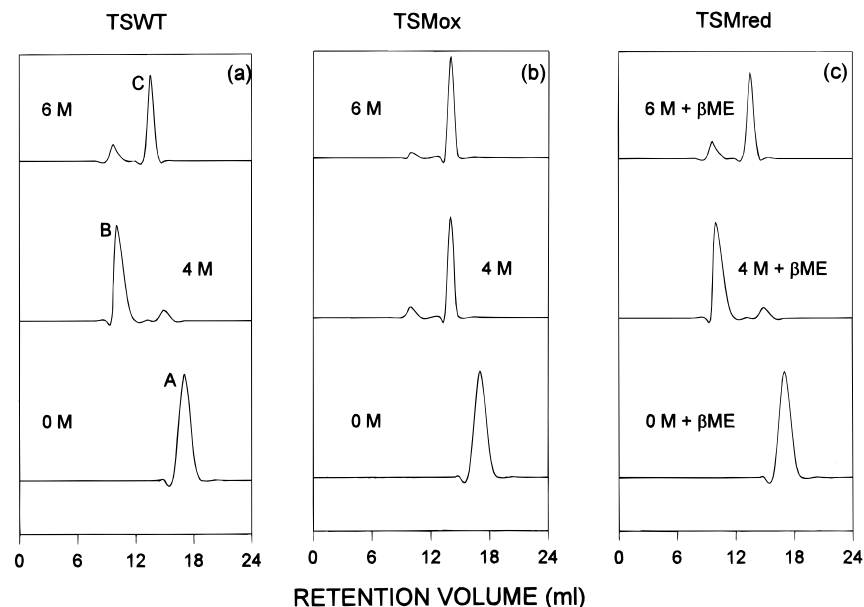 TSWT
TSMox
TSMred
(a)
C
6 M
B
4 M
A
0 M
0 6 12 18 24
(b)
6 M
4 M
0 M
0 6 12 18 24
(c)
6 M + βME
4 M + βME
0 M + βME
0 6 12 18 24
RETENTION VOLUME (ml)